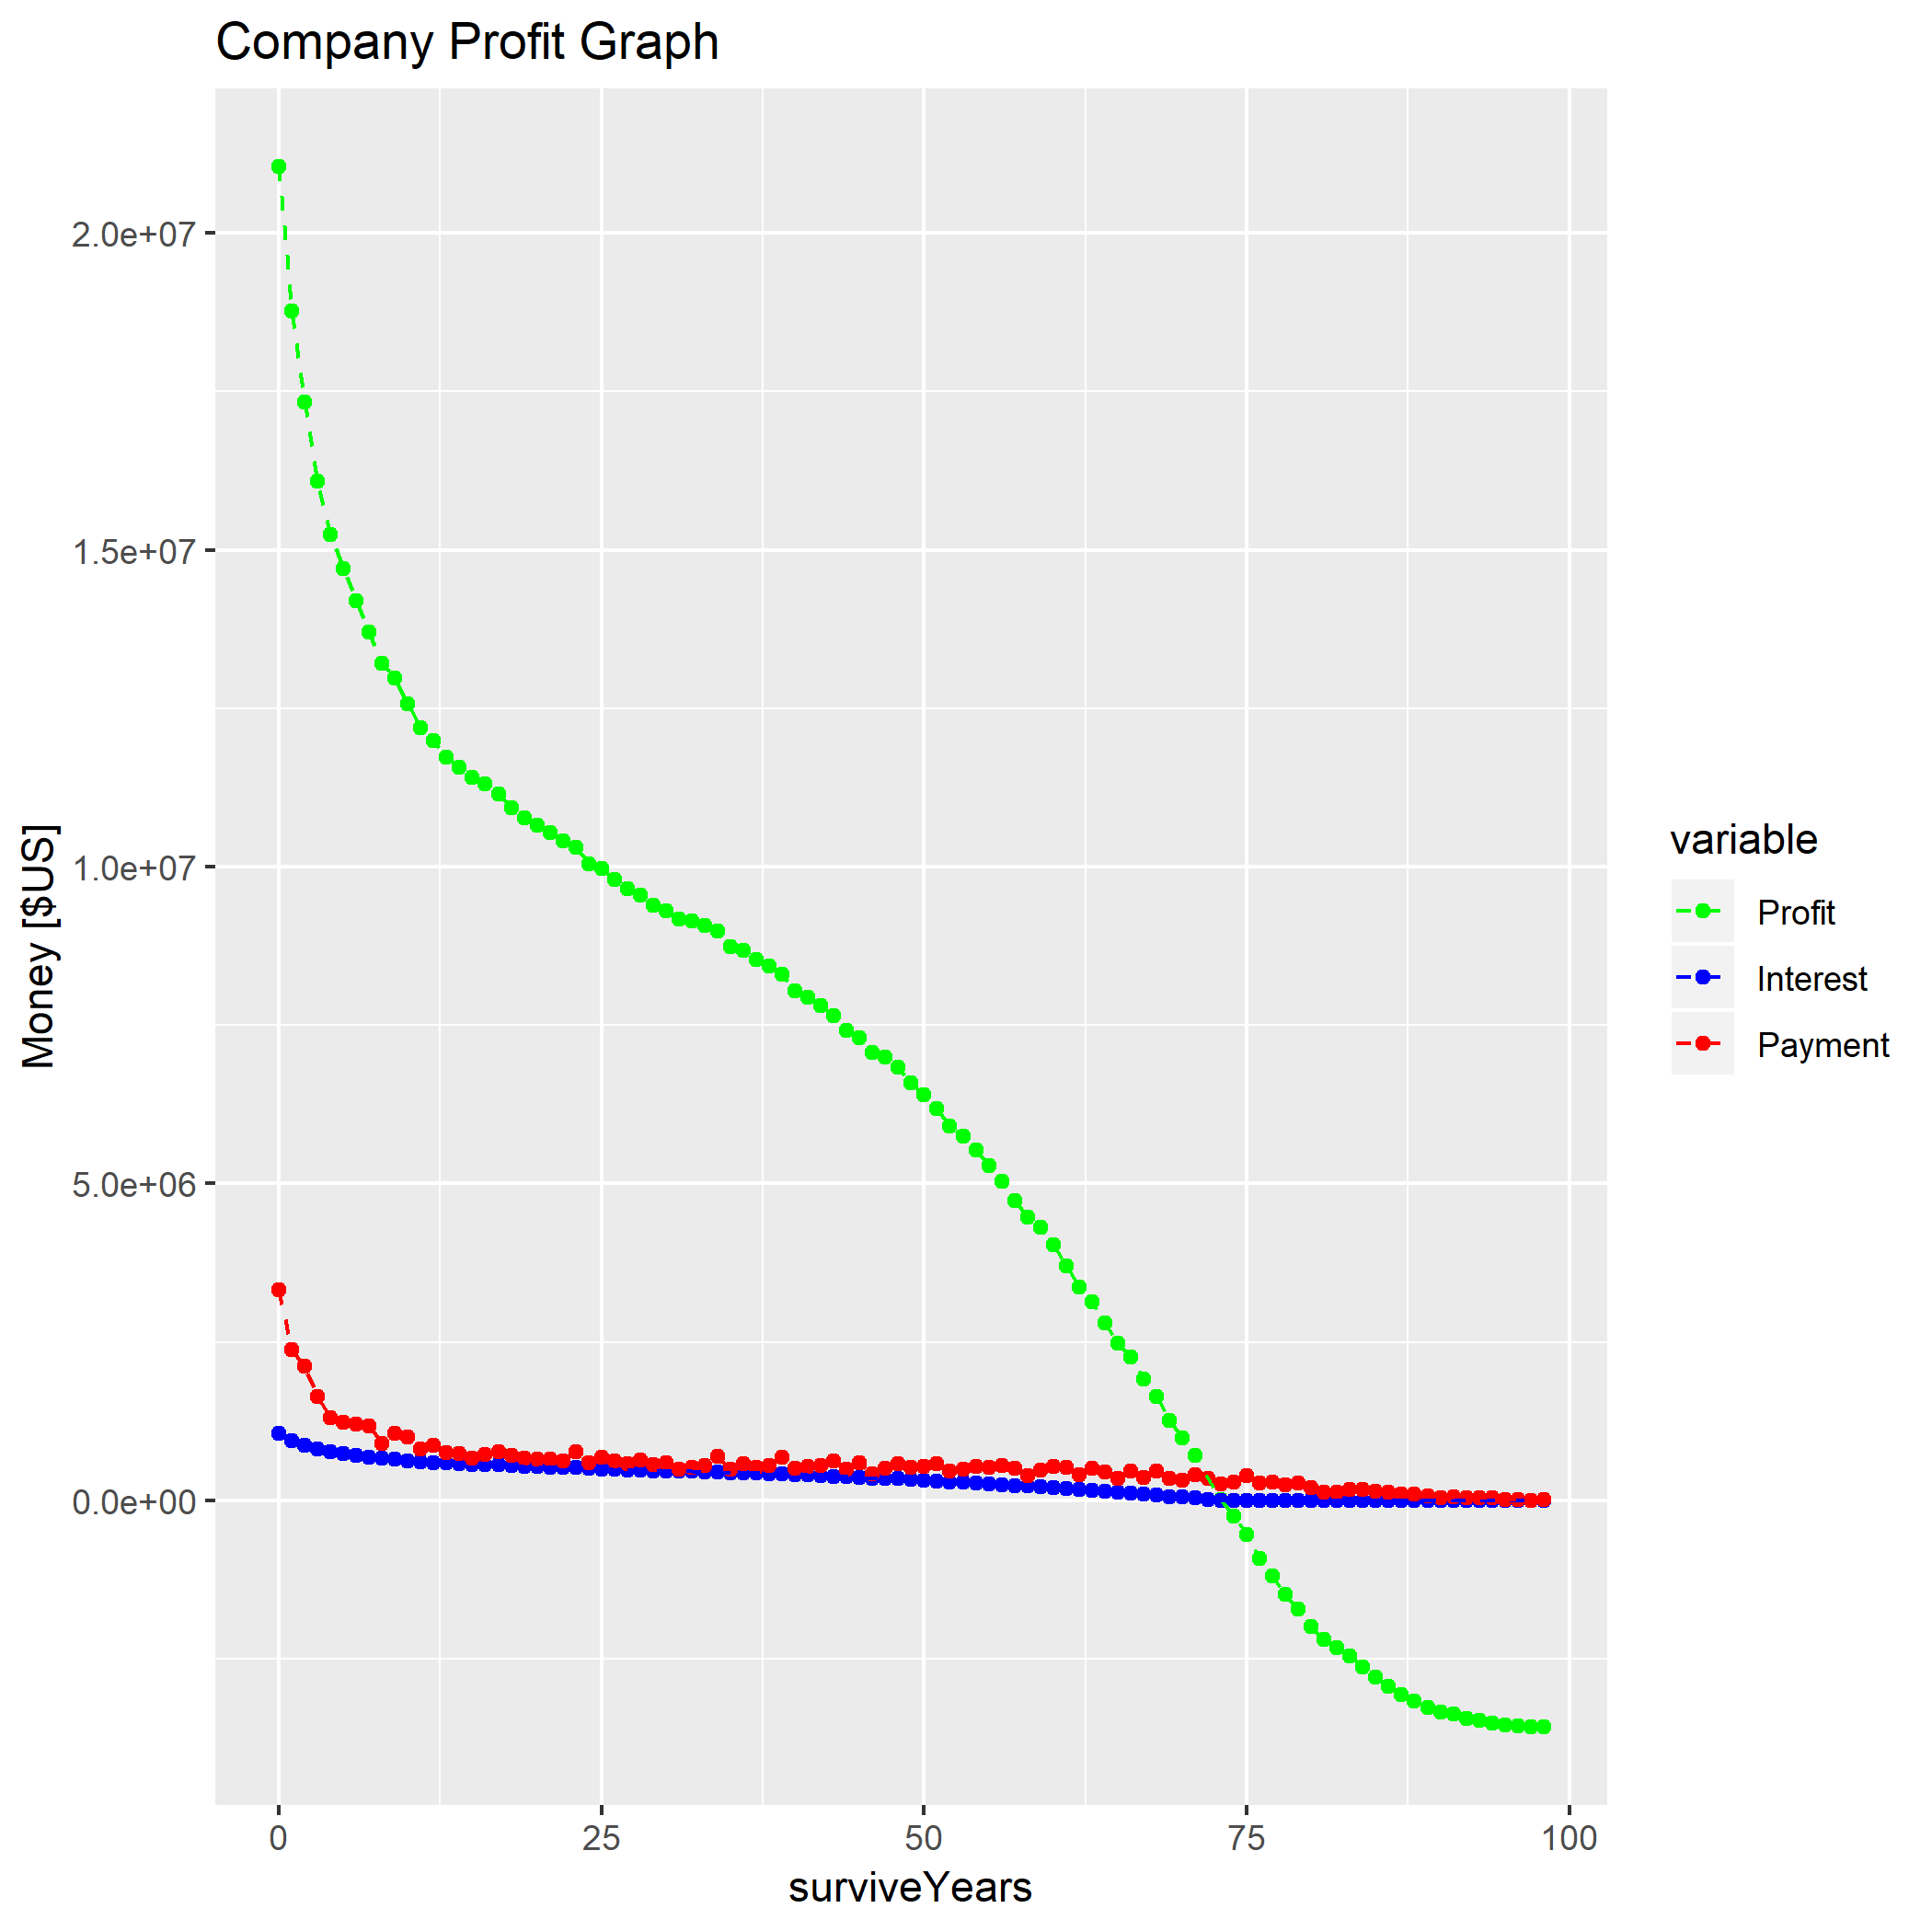 Company Profit Graph
Money [$US]
2.0e+07
1.5e+07
1.0e+07
5.0e+06
0.0e+00
0 25 50 75 100
surviveYears
variable
Profit
Interest
Payment